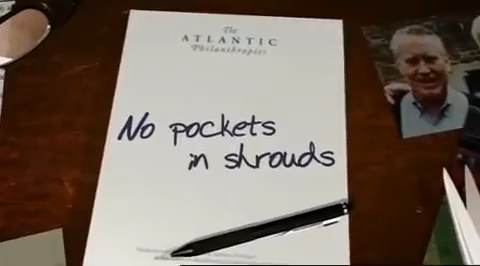 The
ATLANTIC
Philanthropies
No pockets
in shrouds